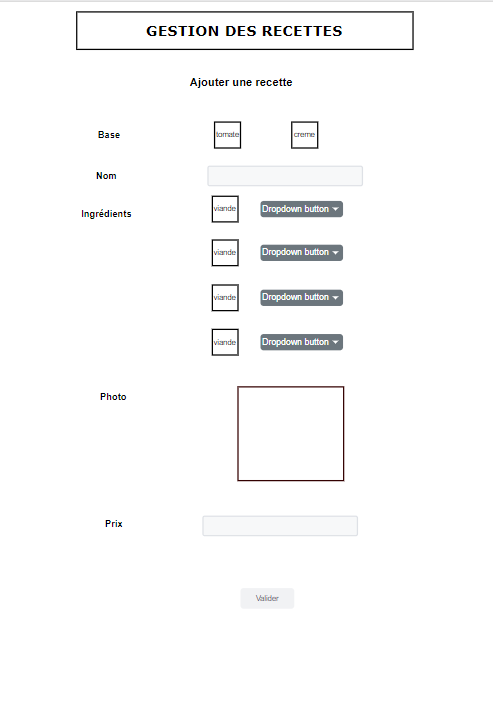 GESTION DES RECETTES
Ajouter une recette
Base tomate creme
Nom
Ingrédients viande Dropdown button
viande Dropdown button
viande Dropdown button
viande Dropdown button
Photo
Prix
Valider